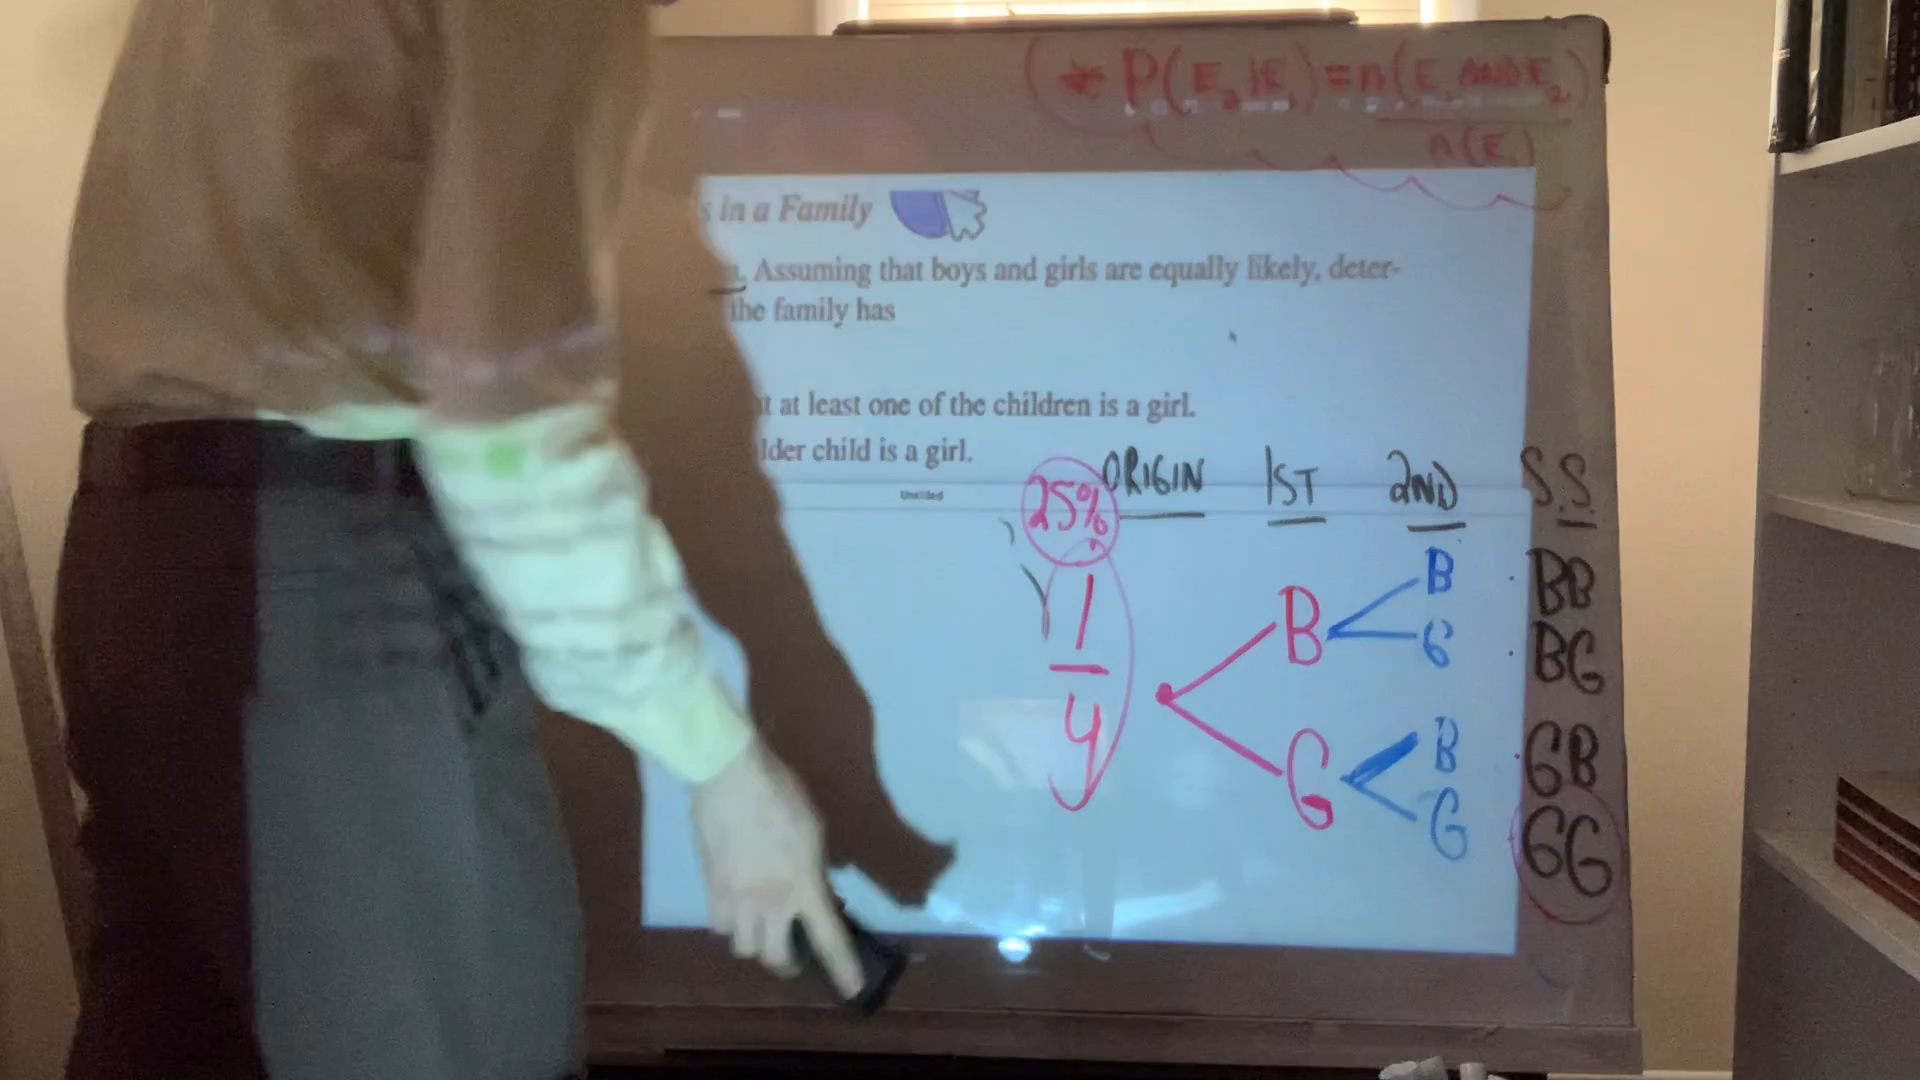 * P(E₂|E₁) = n(E₁ AND E₂)
n(E₁)
s in a Family
Assuming that boys and girls are equally likely, deter-
the family has
t at least one of the children is a girl.
lder child is a girl.
Untitled
25%
ORIGIN 1ST 2ND S.S
1
4
B
G
B
G
B
G
BB
BG
GB
GG